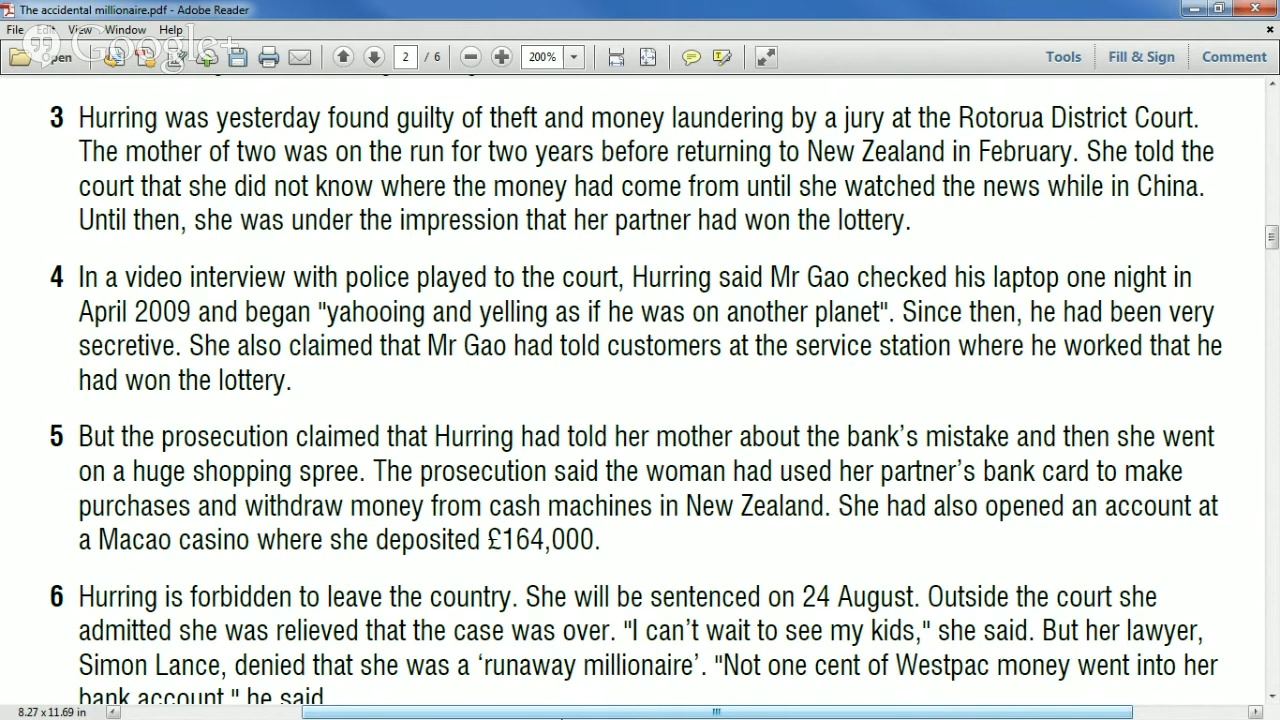 The accidental millionaire.pdf - Adobe Reader
File Edit View Window Help
Google+
Open 2 / 6 200% Tools Fill & Sign Comment
3 Hurring was yesterday found guilty of theft and money laundering by a jury at the Rotorua District Court.
The mother of two was on the run for two years before returning to New Zealand in February. She told the
court that she did not know where the money had come from until she watched the news while in China.
Until then, she was under the impression that her partner had won the lottery.
4 In a video interview with police played to the court, Hurring said Mr Gao checked his laptop one night in
April 2009 and began "yahooing and yelling as if he was on another planet". Since then, he had been very
secretive. She also claimed that Mr Gao had told customers at the service station where he worked that he
had won the lottery.
5 But the prosecution claimed that Hurring had told her mother about the bank’s mistake and then she went
on a huge shopping spree. The prosecution said the woman had used her partner’s bank card to make
purchases and withdraw money from cash machines in New Zealand. She had also opened an account at
a Macao casino where she deposited £164,000.
6 Hurring is forbidden to leave the country. She will be sentenced on 24 August. Outside the court she
admitted she was relieved that the case was over. "I can’t wait to see my kids," she said. But her lawyer,
Simon Lance, denied that she was a ‘runaway millionaire’. "Not one cent of Westpac money went into her
bank account," he said
8.27 x 11.69 in